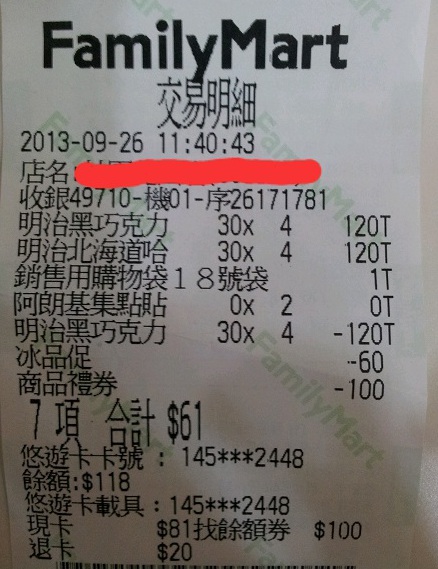 FamilyMart
交易明細
2013-09-26 11:40:43
店名
收銀49710-機01-序26171781
明治黑巧克力 30x 4 120T
明治北海道哈 30x 4 120T
銷售用購物袋18號袋 1T
阿朗基集點貼 0x 2 0T
明治黑巧克力 30x 4 -120T
冰品促 -60
商品禮券 -100
7 項 合計 $61
悠遊卡卡號：145***2448
餘額:$118
悠遊卡載具：145***2448
現卡 $81找餘額券 $100
退卡 $20